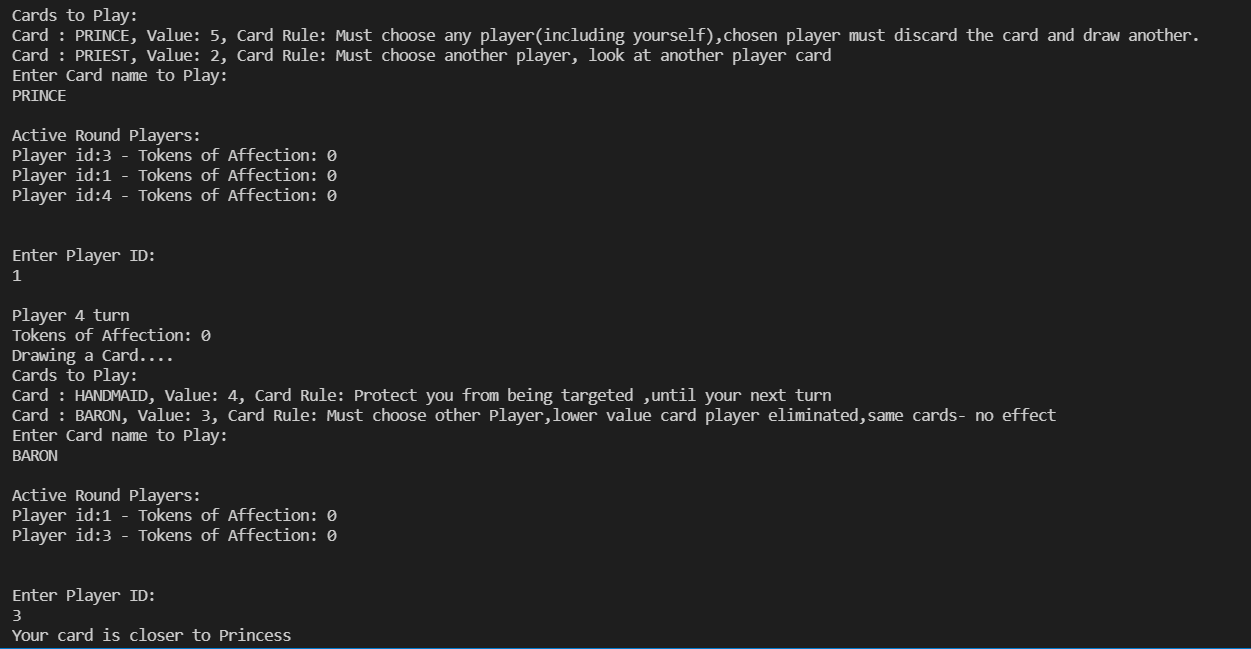 Cards to Play:
Card : PRINCE, Value: 5, Card Rule: Must choose any player(including yourself),chosen player must discard the card and draw another.
Card : PRIEST, Value: 2, Card Rule: Must choose another player, look at another player card
Enter Card name to Play:
PRINCE
Active Round Players:
Player id:3 - Tokens of Affection: 0
Player id:1 - Tokens of Affection: 0
Player id:4 - Tokens of Affection: 0
Enter Player ID:
1
Player 4 turn
Tokens of Affection: 0
Drawing a Card....
Cards to Play:
Card : HANDMAID, Value: 4, Card Rule: Protect you from being targeted ,until your next turn
Card : BARON, Value: 3, Card Rule: Must choose other Player,lower value card player eliminated,same cards- no effect
Enter Card name to Play:
BARON
Active Round Players:
Player id:1 - Tokens of Affection: 0
Player id:3 - Tokens of Affection: 0
Enter Player ID:
3
Your card is closer to Princess